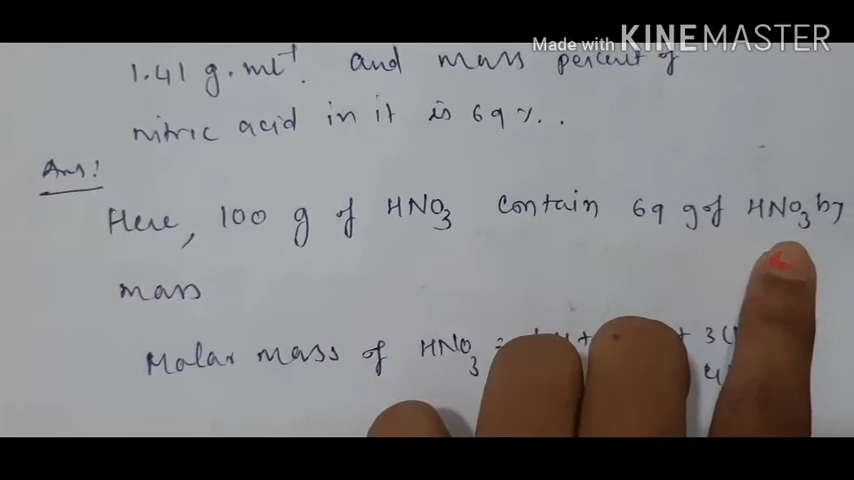 Made with KINEMASTER
1.41 g.ml⁻¹. and mass percent of
nitric acid in it is 69%..
Ans:
Here, 100 g of HNO3 contain 69 g of HNO3 by
mass
Molar mass of HNO3 = + 3(